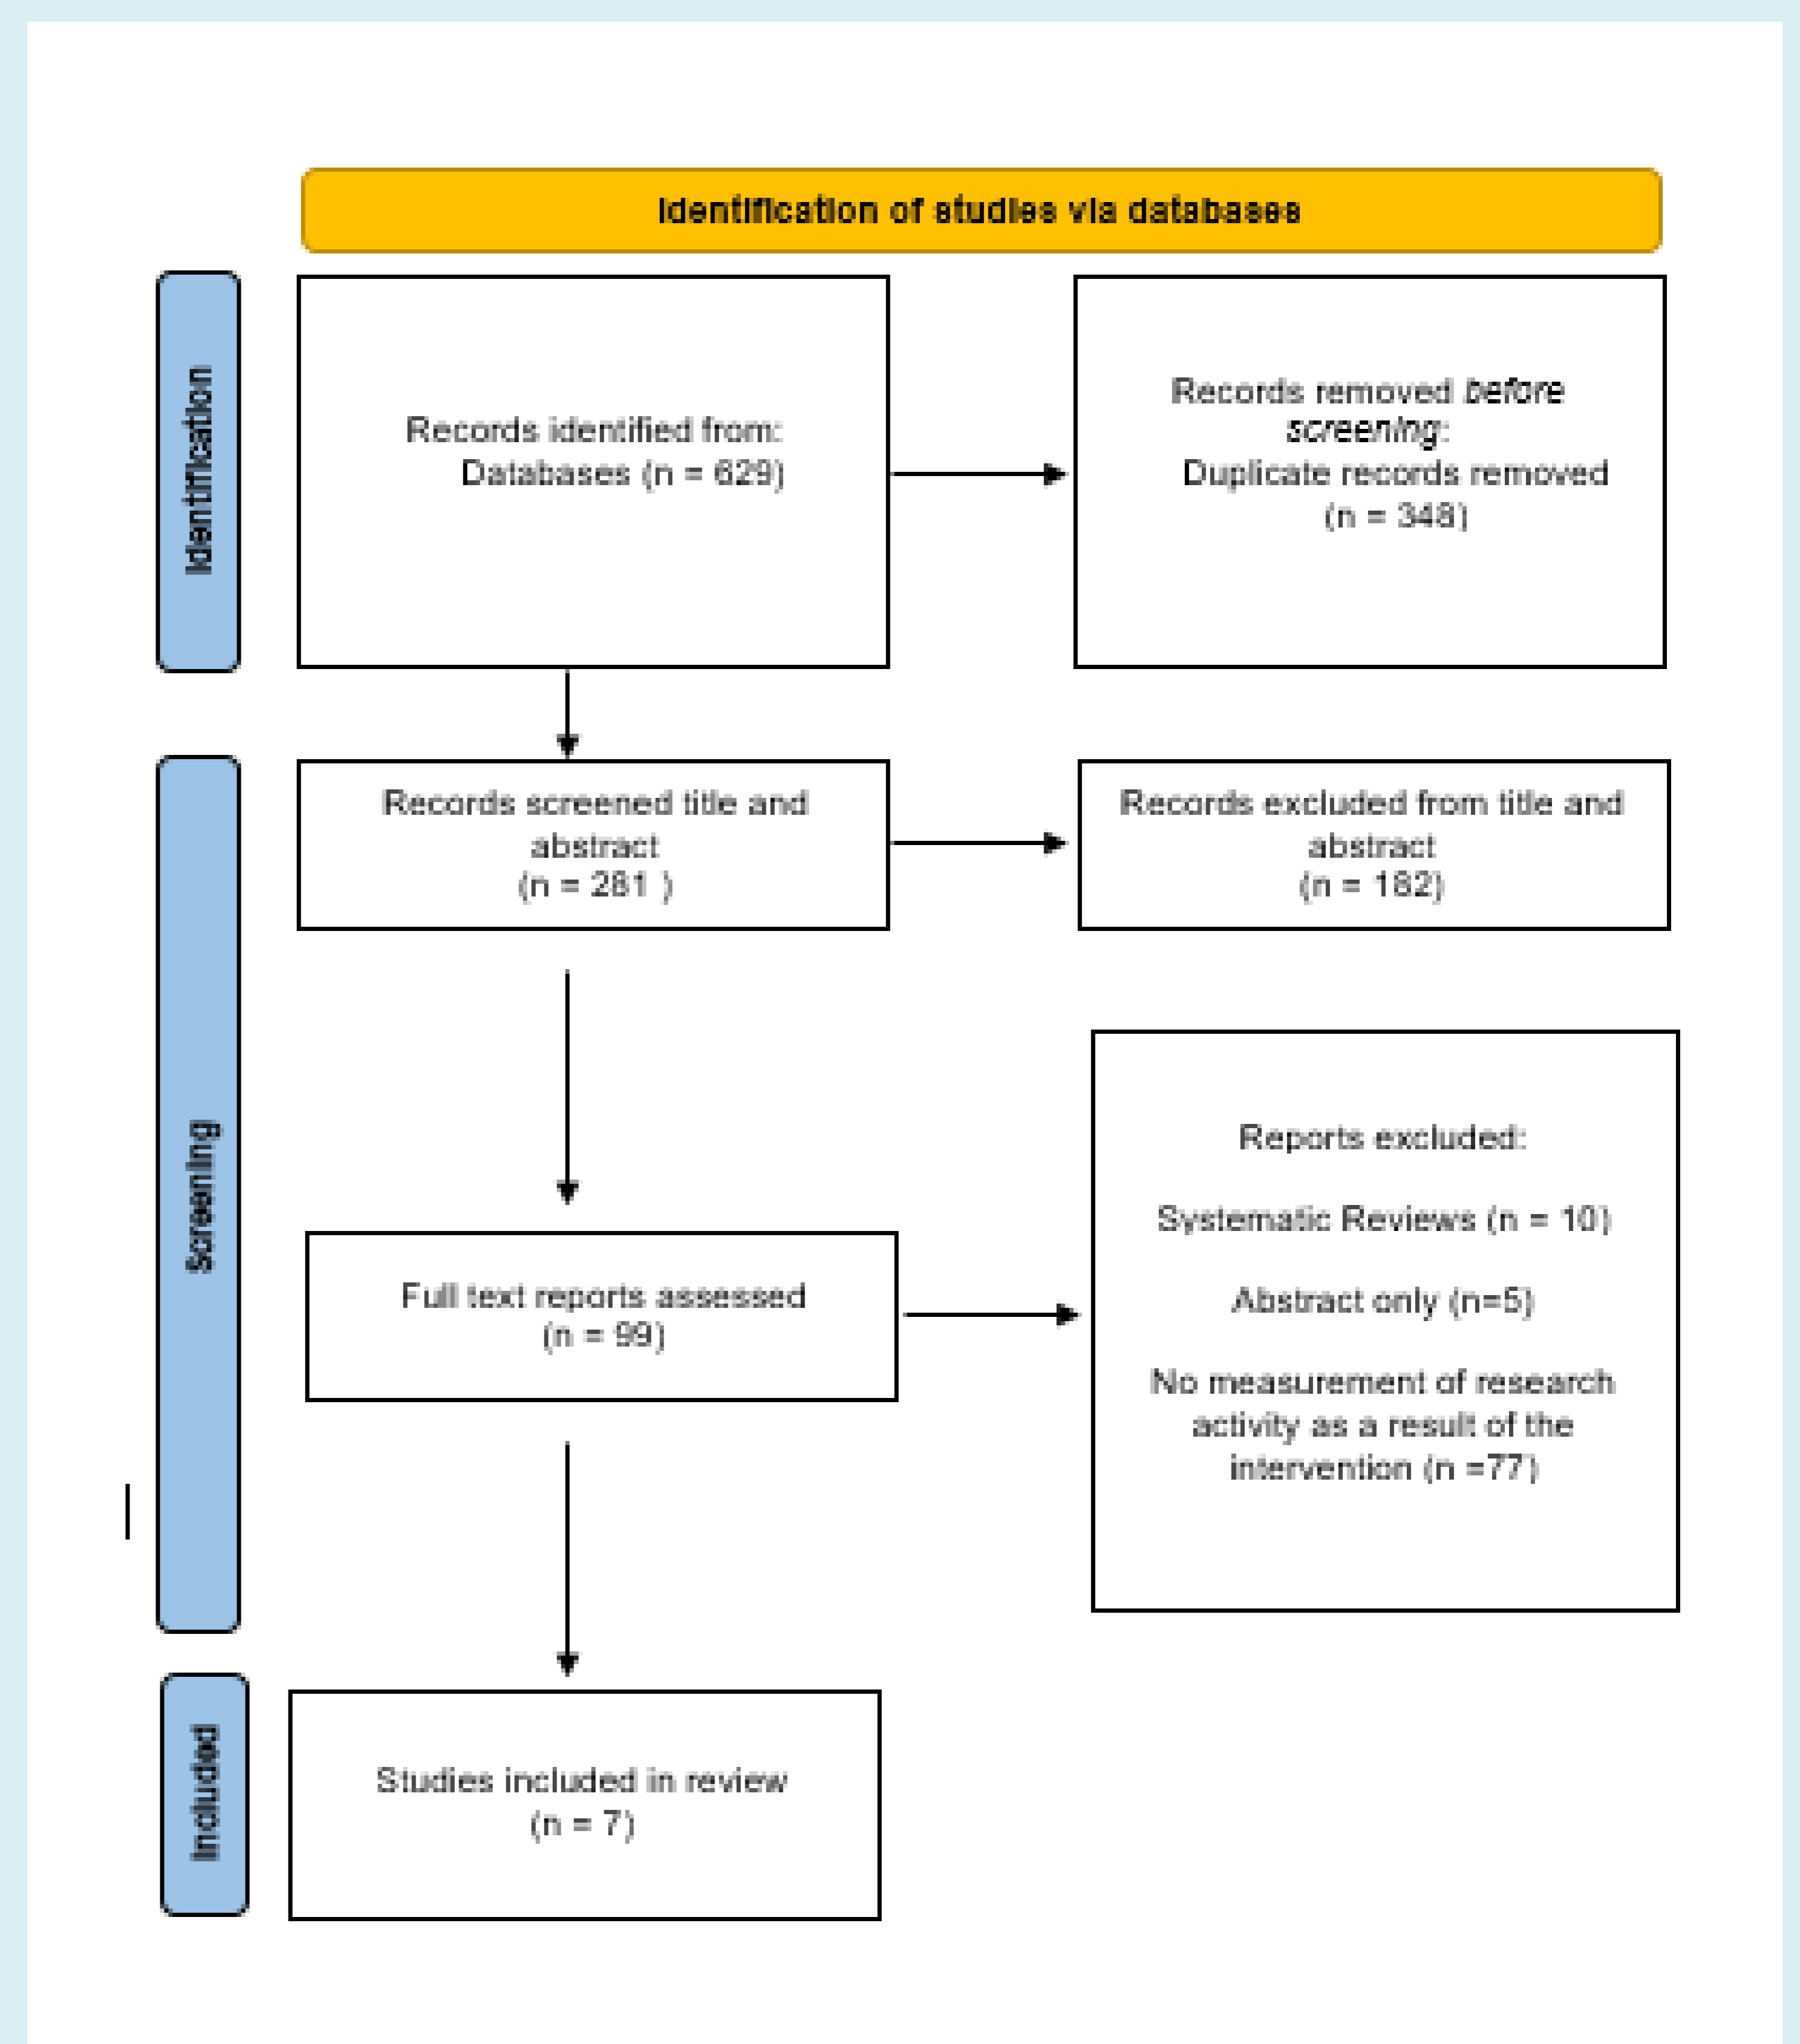 Identification of studies via databases
Identification
Records identified from:
Databases (n = 629)
Records removed before
screening:
Duplicate records removed
(n = 348)
Screening
Records screened title and
abstract
(n = 281 )
Records excluded from title and
abstract
(n = 182)
Full text reports assessed
(n = 99)
Reports excluded:
Systematic Reviews (n = 10)
Abstract only (n=5)
No measurement of research
activity as a result of the
intervention (n =77)
Included
Studies included in review
(n = 7)